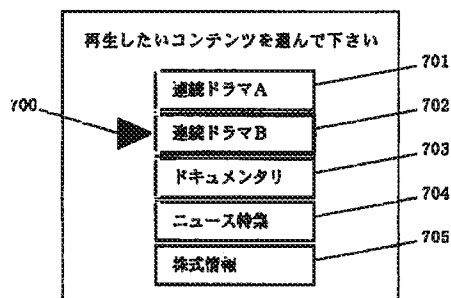 再生したいコンテンツを選んで下さい
連続ドラマA
701
700
連続ドラマB
702
ドキュメンタリ
703
ニュース特集
704
株式情報
705